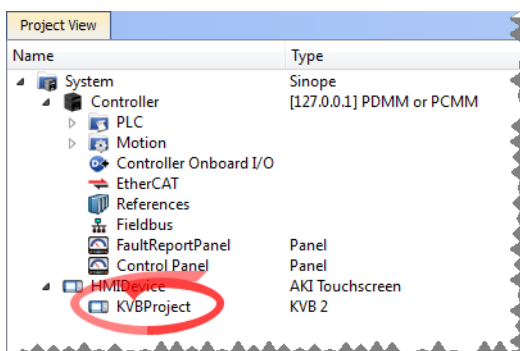 Project View
Name Type
System Sinope
Controller [127.0.0.1] PDMM or PCMM
PLC
Motion
Controller Onboard I/O
EtherCAT
References
Fieldbus
FaultReportPanel Panel
Control Panel Panel
HMIDevice AKI Touchscreen
KVBProject KVB 2